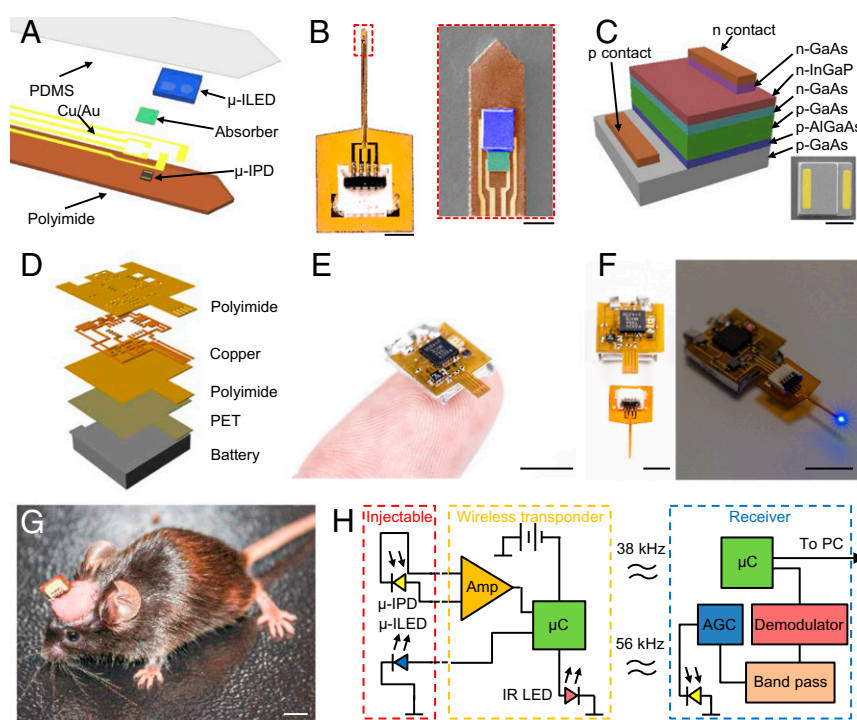 A
PDMS
Cu/Au
µ-ILED
Absorber
µ-IPD
Polyimide
B
C
n contact
p contact
n-GaAs
n-InGaP
n-GaAs
p-GaAs
p-AlGaAs
p-GaAs
D
Polyimide
Copper
Polyimide
PET
Battery
E
F
G
H
Injectable
Wireless transponder
Receiver
µ-IPD
µ-ILED
Amp
µC
IR LED
38 kHz
56 kHz
µC
To PC
AGC
Demodulator
Band pass